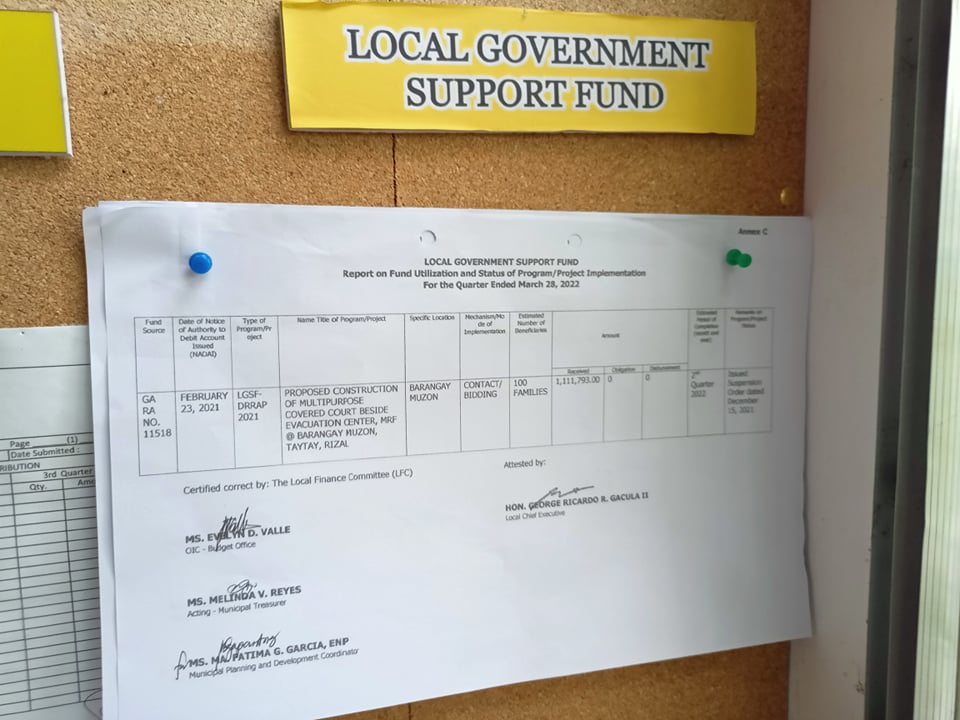 LOCAL GOVERNMENT
SUPPORT FUND
Annex C
LOCAL GOVERNMENT SUPPORT FUND
Report on Fund Utilization and Status of Program/Project Implementation
For the Quarter Ended March 28, 2022
Fund
Source
Date of Notice
of Authority to
Debit Account
Issued
(NADAI)
Type of
Program/Pr
oject
Name Title of Program/Project
Specific Location
Mechanism/Mo
de of
Implementation
Estimated
Number of
Beneficiaries
Amount
Received
Obligation
Disbursement
Estimated
Period of
Completion
(month and
year)
Remarks on
Program/Project
Status
GA
RA
NO.
11518
FEBRUARY
23, 2021
LGSF-
DRRAP
2021
PROPOSED CONSTRUCTION
OF MULTIPURPOSE
COVERED COURT BESIDE
EVACUATION CENTER, MRF
@ BARANGAY MUZON,
TAYTAY, RIZAL
BARANGAY
MUZON
CONTACT/
BIDDING
100
FAMILIES
1,111,793.00
0
0
2nd
Quarter
2022
Issued
Suspension
Order dated
December
15, 2021
Certified correct by: The Local Finance Committee (LFC)
Attested by:
MS. EVELYN D. VALLE
OIC - Budget Office
HON. GEORGE RICARDO R. GACULA II
Local Chief Executive
MS. MELINDA V. REYES
Acting - Municipal Treasurer
MS. MA. FATIMA G. GARCIA, ENP
Municipal Planning and Development Coordinator
Page (1)
Date Submitted :
RIBUTION
3rd Quarter
Qty.